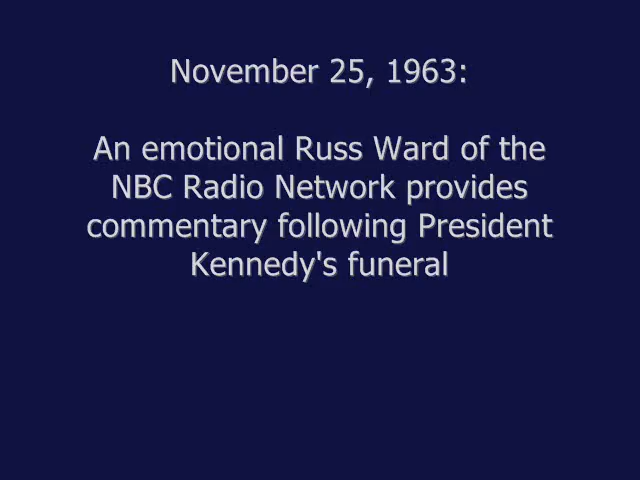 November 25, 1963:
An emotional Russ Ward of the
NBC Radio Network provides
commentary following President
Kennedy's funeral